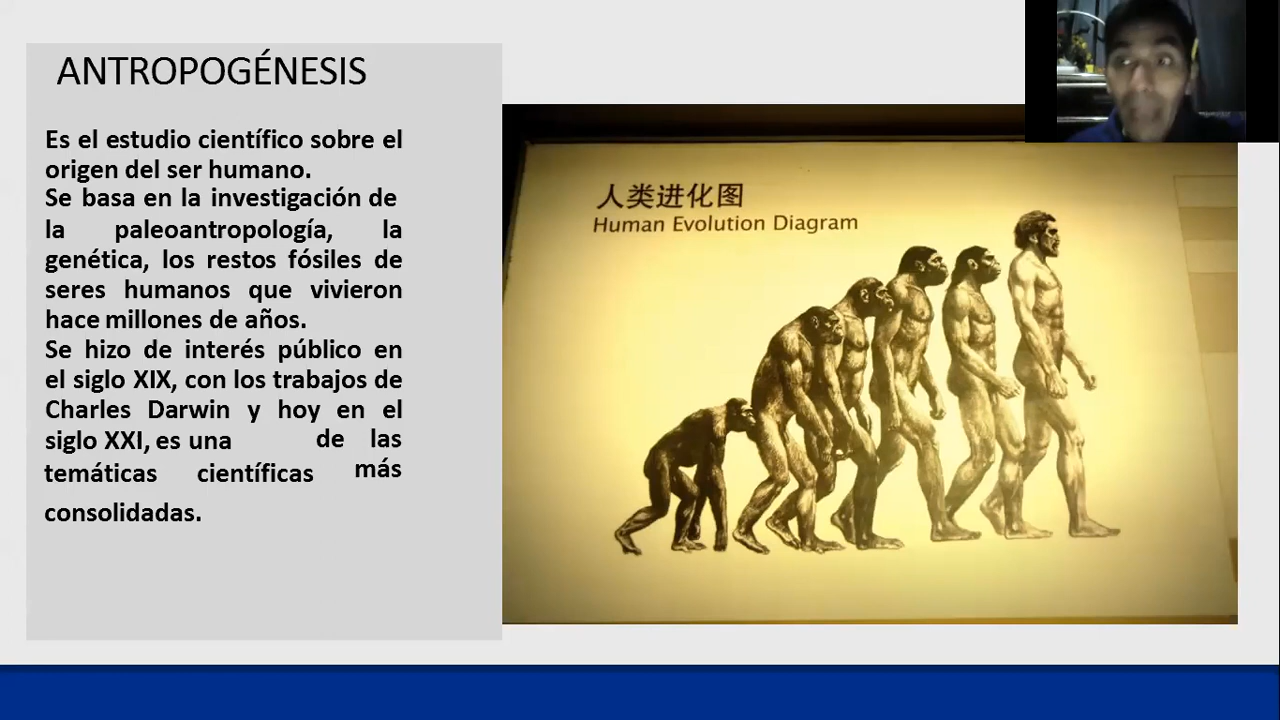 ANTROPOGÉNESIS
Es el estudio científico sobre el
origen del ser humano.
Se basa en la investigación de
la paleoantropología, la
genética, los restos fósiles de
seres humanos que vivieron
hace millones de años.
Se hizo de interés público en
el siglo XIX, con los trabajos de
Charles Darwin y hoy en el
siglo XXI, es una de las
temáticas científicas más
consolidadas.
人类进化图
Human Evolution Diagram